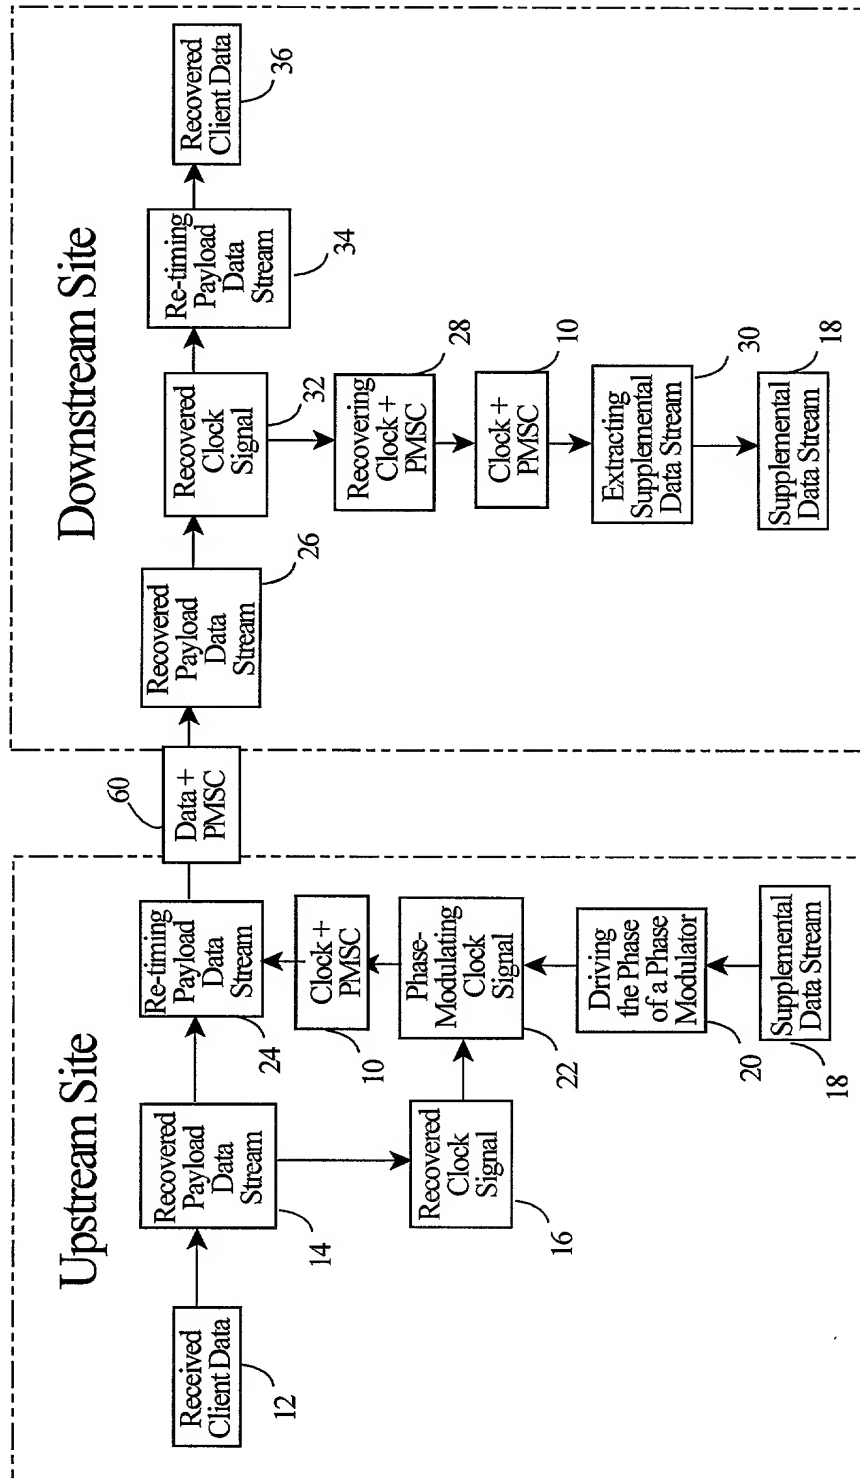 Upstream Site
Received
Client Data
12
Recovered
Payload
Data
Stream
14
Recovered
Clock
Signal
16
Re-timing
Payload
Data
Stream
24
Clock +
PMSC
10
Phase-
Modulating
Clock
Signal
22
Driving
the Phase
of a Phase
Modulator
20
Supplemental
Data Stream
18
60
Data +
PMSC
Downstream Site
Recovered
Payload
Data
Stream
26
Recovered
Clock
Signal
32
Recovering
Clock +
PMSC
28
Clock +
PMSC
10
Extracting
Supplemental
Data Stream
30
Supplemental
Data Stream
18
Re-timing
Payload
Data
Stream
34
Recovered
Client Data
36